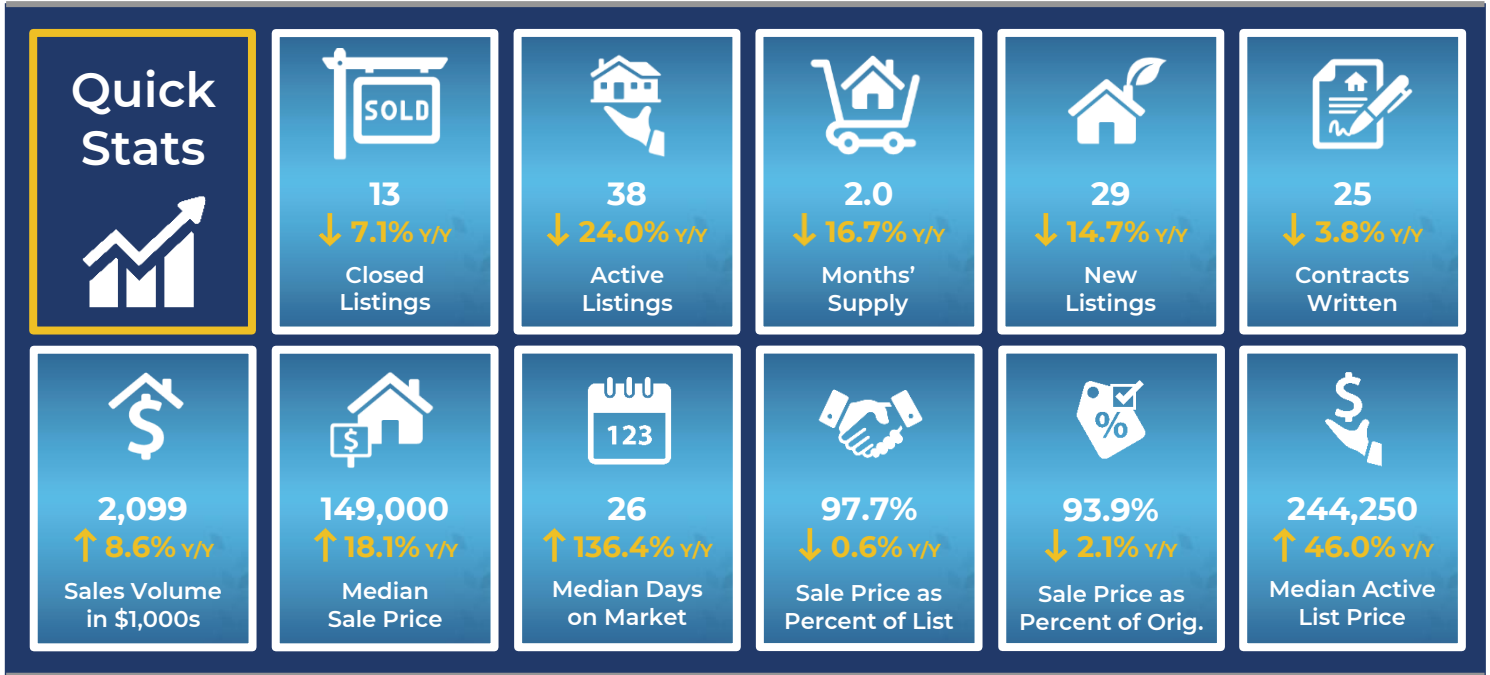 Quick
Stats
SOLD
13
↓ 7.1% Y/Y
Closed
Listings
38
↓ 24.0% Y/Y
Active
Listings
2.0
↓ 16.7% Y/Y
Months’
Supply
29
↓ 14.7% Y/Y
New
Listings
25
↓ 3.8% Y/Y
Contracts
Written
$
2,099
↑ 8.6% Y/Y
Sales Volume
in $1,000s
$
149,000
↑ 18.1% Y/Y
Median
Sale Price
123
26
↑ 136.4% Y/Y
Median Days
on Market
97.7%
↓ 0.6% Y/Y
Sale Price as
Percent of List
%
93.9%
↓ 2.1% Y/Y
Sale Price as
Percent of Orig.
$
244,250
↑ 46.0% Y/Y
Median Active
List Price